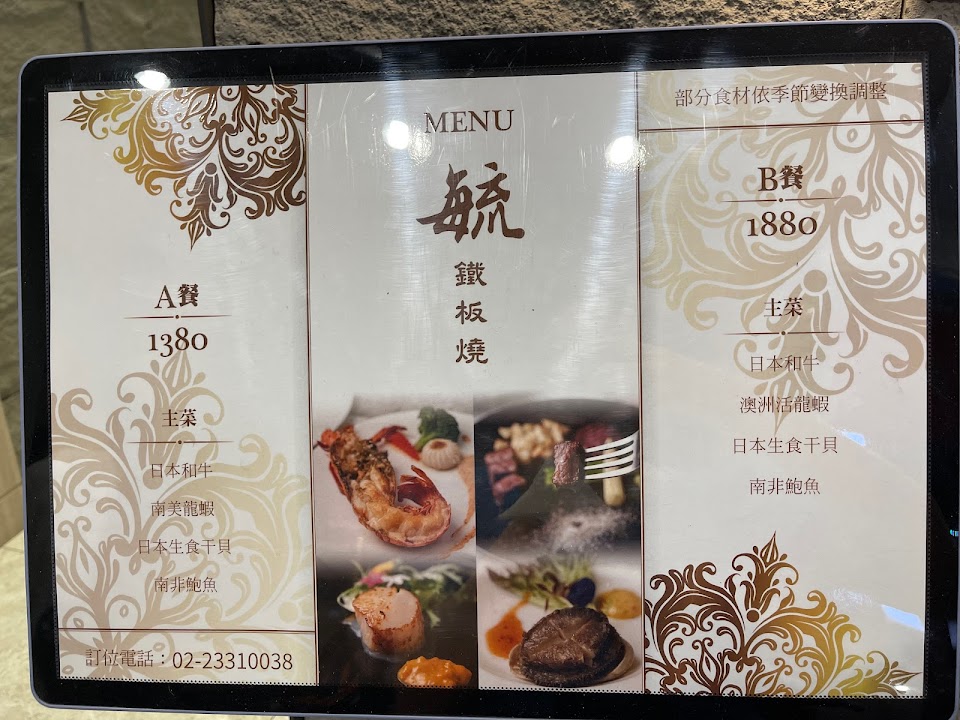 MENU
毓
鐵
板
燒
A餐
1380
主菜
日本和牛
南美龍蝦
日本生食干貝
南非鮑魚
訂位電話：02-23310038
部分食材依季節變換調整
B餐
1880
主菜
日本和牛
澳洲活龍蝦
日本生食干貝
南非鮑魚